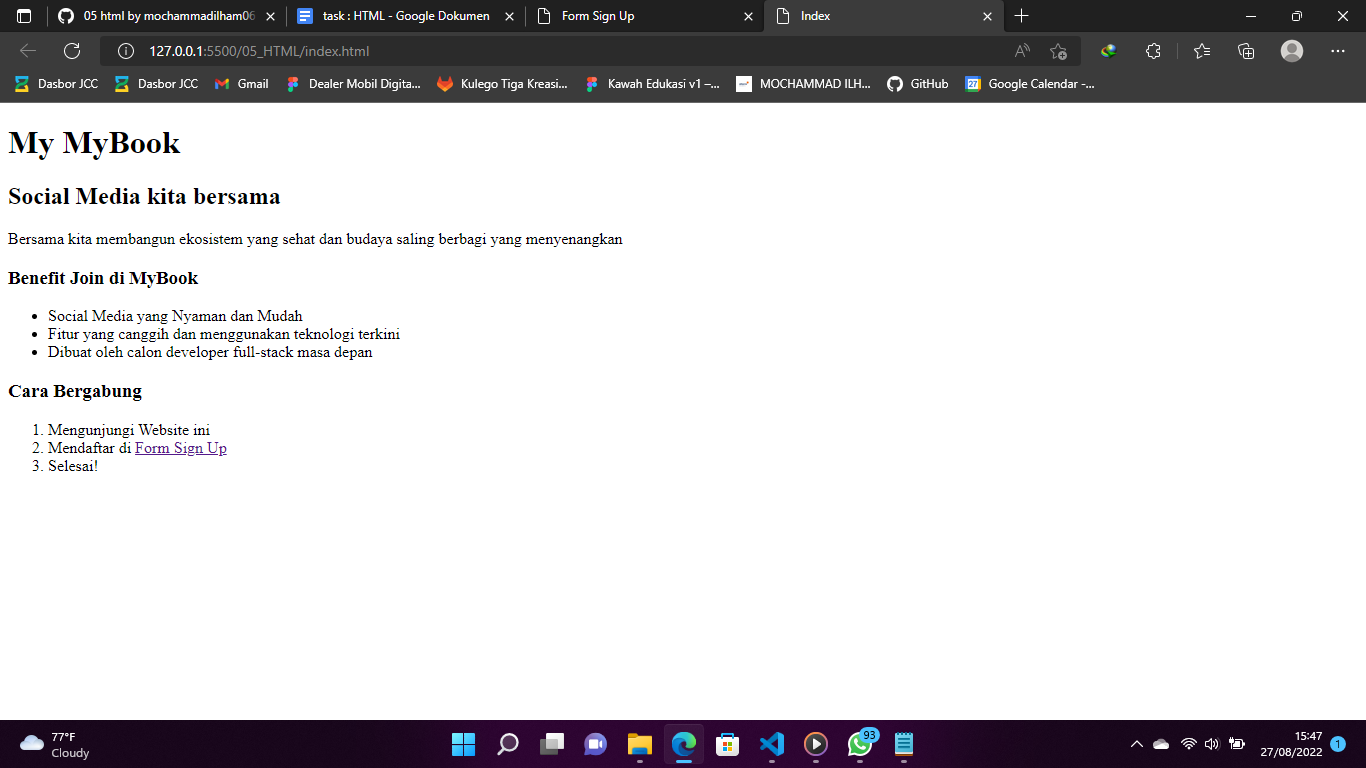 05 html by mochammadilham06
task : HTML - Google Dokumen
Form Sign Up
Index
127.0.0.1:5500/05_HTML/index.html
Dasbor JCC
Dasbor JCC
Gmail
Dealer Mobil Digita...
Kulego Tiga Kreasi...
Kawah Edukasi v1 –...
MOCHAMMAD ILH...
GitHub
27
Google Calendar -...
My MyBook
Social Media kita bersama
Bersama kita membangun ekosistem yang sehat dan budaya saling berbagi yang menyenangkan
Benefit Join di MyBook
• Social Media yang Nyaman dan Mudah
• Fitur yang canggih dan menggunakan teknologi terkini
• Dibuat oleh calon developer full-stack masa depan
Cara Bergabung
1. Mengunjungi Website ini
2. Mendaftar di Form Sign Up
3. Selesai!
77°F
Cloudy
93
15:47
27/08/2022
1